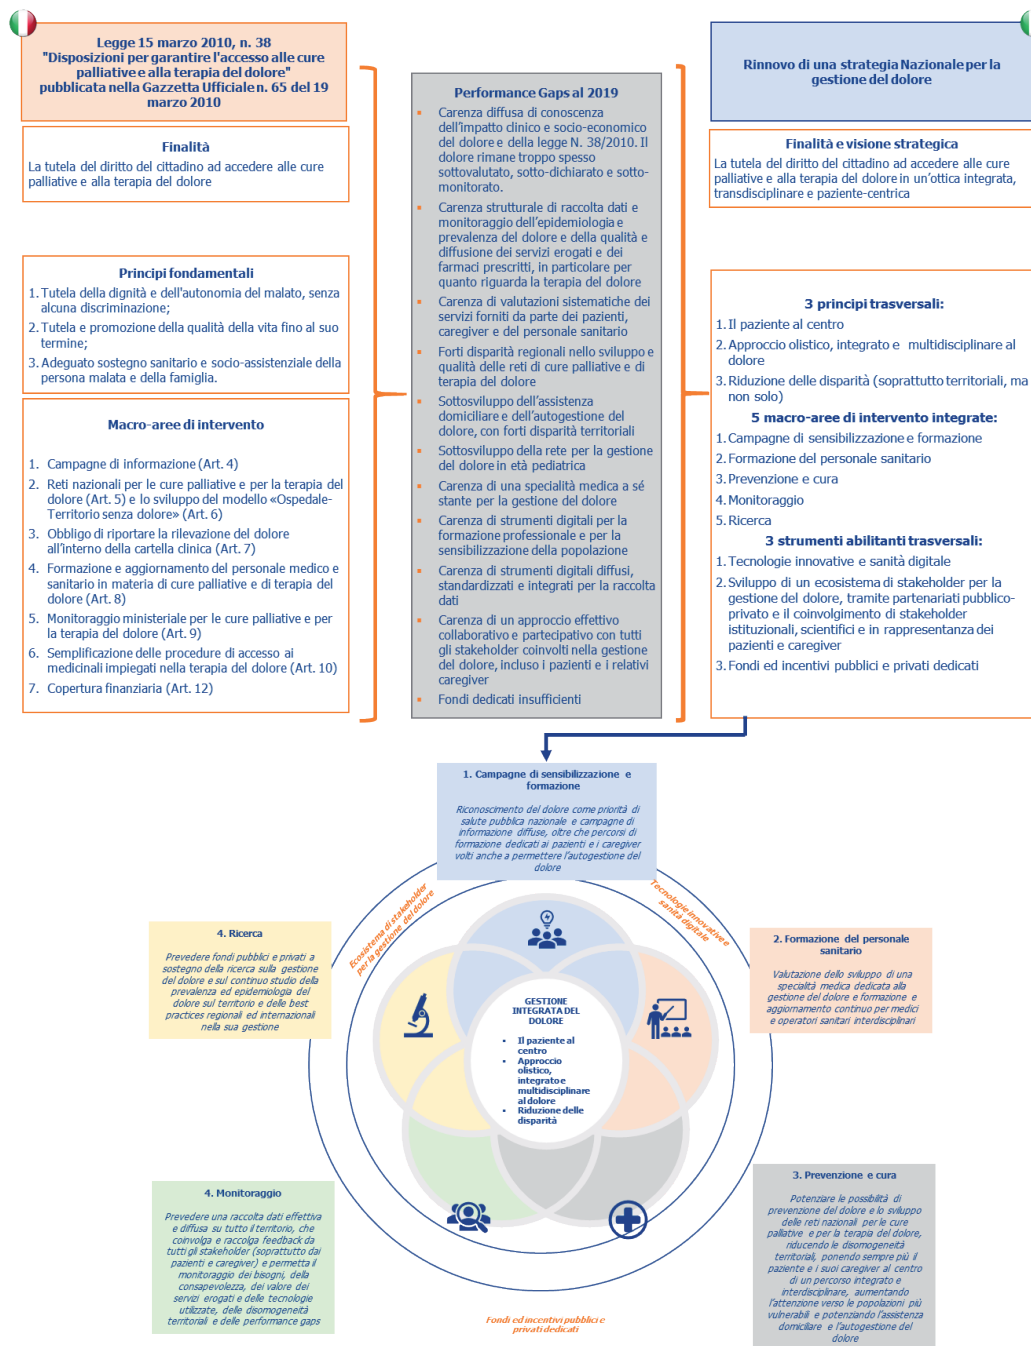 Legge 15 marzo 2010, n. 38
"Disposizioni per garantire l'accesso alle cure
palliative e alla terapia del dolore"
pubblicata nella Gazzetta Ufficiale n. 65 del 19
marzo 2010
Finalità
La tutela del diritto del cittadino ad accedere alle cure
palliative e alla terapia del dolore
Principi fondamentali
1. Tutela della dignità e dell'autonomia del malato, senza
alcuna discriminazione;
2. Tutela e promozione della qualità della vita fino al suo
termine;
3. Adeguato sostegno sanitario e socio-assistenziale della
persona malata e della famiglia.
Macro-aree di intervento
1. Campagne di informazione (Art. 4)
2. Reti nazionali per le cure palliative e per la terapia del
dolore (Art. 5) e lo sviluppo del modello «Ospedale-
Territorio senza dolore» (Art. 6)
3. Obbligo di riportare la rilevazione del dolore
all'interno della cartella clinica (Art. 7)
4. Formazione e aggiornamento del personale medico e
sanitario in materia di cure palliative e di terapia del
dolore (Art. 8)
5. Monitoraggio ministeriale per le cure palliative e per
la terapia del dolore (Art. 9)
6. Semplificazione delle procedure di accesso ai
medicinali impiegati nella terapia del dolore (Art. 10)
7. Copertura finanziaria (Art. 12)
Performance Gaps al 2019
▪ Carenza diffusa di conoscenza
dell'impatto clinico e socio-economico
del dolore e della legge N. 38/2010. Il
dolore rimane troppo spesso
sottovalutato, sotto-dichiarato e sotto-
monitorato.
▪ Carenza strutturale di raccolta dati e
monitoraggio dell'epidemiologia e
prevalenza del dolore e della qualità e
diffusione dei servizi erogati e dei
farmaci prescritti, in particolare per
quanto riguarda la terapia del dolore
▪ Carenza di valutazioni sistematiche dei
servizi forniti da parte dei pazienti,
caregiver e del personale sanitario
▪ Forti disparità regionali nello sviluppo e
qualità delle reti di cure palliative e di
terapia del dolore
▪ Sottosviluppo dell'assistenza
domiciliare e dell'autogestione del
dolore, con forti disparità territoriali
▪ Sottosviluppo della rete per la gestione
del dolore in età pediatrica
▪ Carenza di una specialità medica a sé
stante per la gestione del dolore
▪ Carenza di strumenti digitali per la
formazione professionale e per la
sensibilizzazione della popolazione
▪ Carenza di strumenti digitali diffusi,
standardizzati e integrati per la raccolta
dati
▪ Carenza di un approccio effettivo
collaborativo e partecipativo con tutti
gli stakeholder coinvolti nella gestione
del dolore, incluso i pazienti e i relativi
caregiver
▪ Fondi dedicati insufficienti
Rinnovo di una strategia Nazionale per la
gestione del dolore
Finalità e visione strategica
La tutela del diritto del cittadino ad accedere alle cure
palliative e alla terapia del dolore in un'ottica integrata,
transdisciplinare e paziente-centrica
3 principi trasversali:
1. Il paziente al centro
2. Approccio olistico, integrato e multidisciplinare al
dolore
3. Riduzione delle disparità (soprattutto territoriali, ma
non solo)
5 macro-aree di intervento integrate:
1. Campagne di sensibilizzazione e formazione
2. Formazione del personale sanitario
3. Prevenzione e cura
4. Monitoraggio
5. Ricerca
3 strumenti abilitanti trasversali:
1. Tecnologie innovative e sanità digitale
2. Sviluppo di un ecosistema di stakeholder per la
gestione del dolore, tramite partenariati pubblico-
privato e il coinvolgimento di stakeholder
istituzionali, scientifici e in rappresentanza dei
pazienti e caregiver
3. Fondi ed incentivi pubblici e privati dedicati
1. Campagne di sensibilizzazione e
formazione
Riconoscimento del dolore come priorità di
salute pubblica nazionale e campagne di
informazione diffuse, oltre che percorsi di
formazione dedicati ai pazienti e i caregiver
volti anche a permettere l'autogestione del
dolore
Ecosistema di stakeholder
per la gestione del dolore
Tecnologie innovative e
sanità digitale
4. Ricerca
Prevedere fondi pubblici e privati a
sostegno della ricerca sulla gestione
del dolore e sul continuo studio della
prevalenza ed epidemiologia del
dolore sul territorio e delle best
practices regionali ed internazionali
nella sua gestione
2. Formazione del personale
sanitario
Valutazione dello sviluppo di una
specialità medica dedicata alla
gestione del dolore e formazione e
aggiornamento continuo per medici
e operatori sanitari interdisciplinari
GESTIONE
INTEGRATA DEL
DOLORE
• Il paziente al
centro
• Approccio
olistico,
integrato e
multidisciplinare
al dolore
• Riduzione delle
disparità
4. Monitoraggio
Prevedere una raccolta dati effettiva
e diffusa su tutto il territorio, che
coinvolga e raccolga feedback da
tutti gli stakeholder (soprattutto dai
pazienti e caregiver) e permetta il
monitoraggio dei bisogni, della
consapevolezza, dei valore dei
servizi erogati e delle tecnologie
utilizzate, delle disomogeneità
territoriali e delle performance gaps
3. Prevenzione e cura
Potenziare le possibilità di
prevenzione del dolore e lo sviluppo
delle reti nazionali per le cure
palliative e per la terapia del dolore,
riducendo le disomogeneità
territoriali, ponendo sempre più il
paziente e i suoi caregiver al centro
di un percorso integrato e
interdisciplinare, aumentando
l'attenzione verso le popolazioni più
vulnerabili e potenziando l'assistenza
domiciliare e l'autogestione del
dolore
Fondi ed incentivi pubblici e
privati dedicati